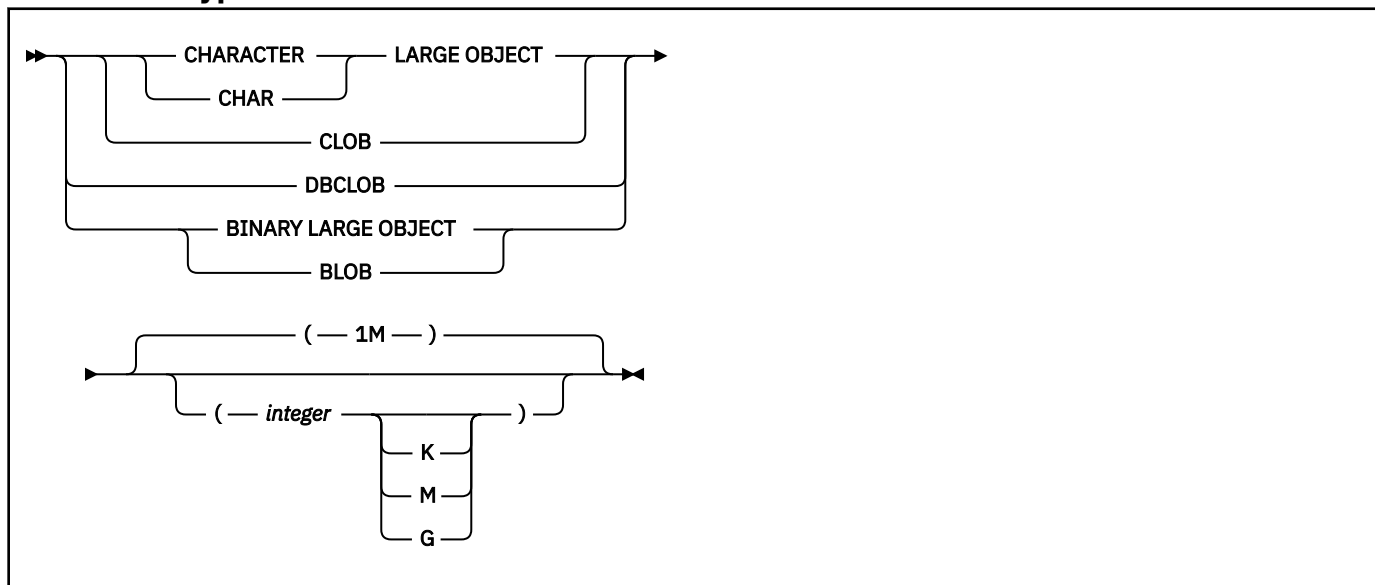 CHARACTER LARGE OBJECT
CHAR
CLOB
DBCLOB
BINARY LARGE OBJECT
BLOB
( 1M )
( integer )
K
M
G